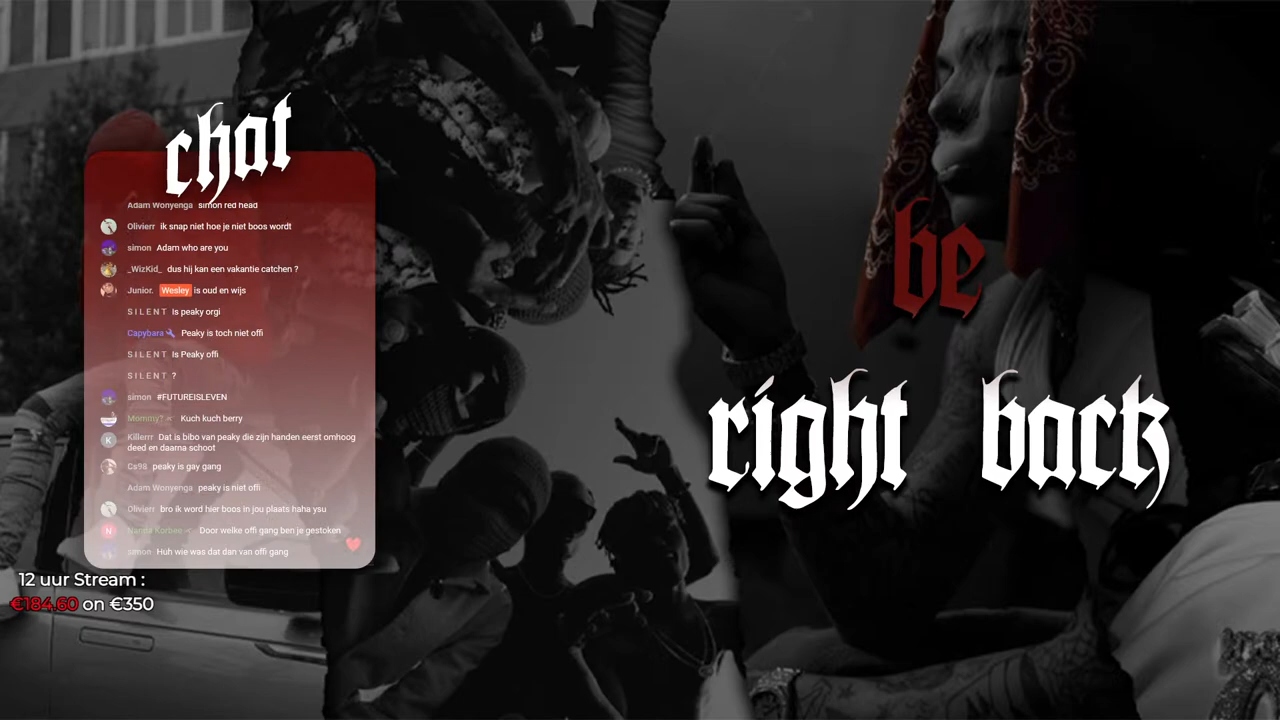 chat
Adam Wonyenga simon red head
Olivierr ik snap niet hoe je niet boos wordt
simon Adam who are you
_WizKid_ dus hij kan een vakantie catchen ?
Junior. Wesley is oud en wijs
S I L E N T Is peaky orgi
Capybara Peaky is toch niet offi
S I L E N T Is Peaky offi
S I L E N T ?
simon #FUTUREISLEVEN
Mommy? Kuch kuch berry
Killerrr Dat is bibo van peaky die zijn handen eerst omhoog
deed en daarna schoot
Cs98 peaky is gay gang
Adam Wonyenga peaky is niet offi
Olivierr bro ik word hier boos in jou plaats haha ysu
N
Korbee Door welke offi gang ben je gestoken
simon Huh wie was dat dan van offi gang
12 uur Stream :
€184.60 on €350
be
right back